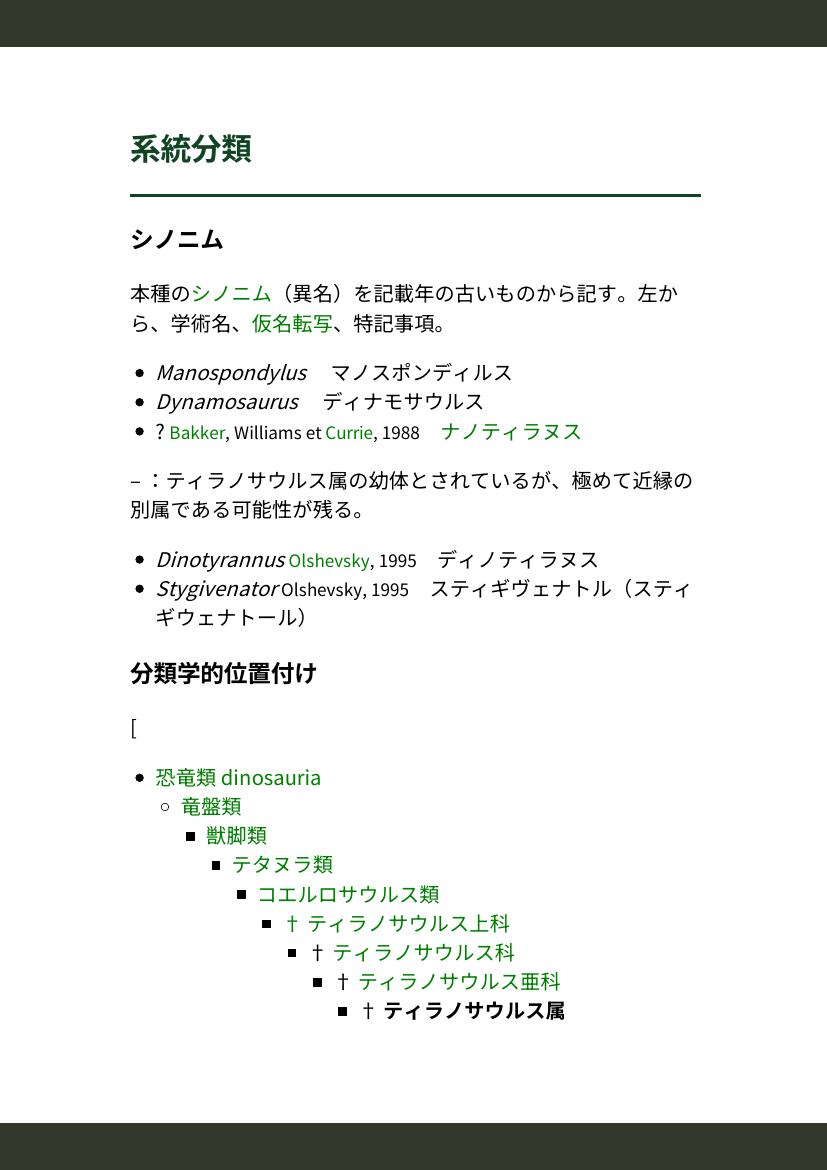 系統分類
シノニム
本種のシノニム（異名）を記載年の古いものから記す。左か
ら、学術名、仮名転写、特記事項。
• Manospondylus　マノスポンディルス
• Dynamosaurus　ディナモサウルス
• ? Bakker, Williams et Currie, 1988　ナノティラヌス
– ：ティラノサウルス属の幼体とされているが、極めて近縁の
別属である可能性が残る。
• Dinotyrannus Olshevsky, 1995　ディノティラヌス
• Stygivenator Olshevsky, 1995　スティギヴェナトル（スティ
ギウェナトール）
分類学的位置付け
[
• 恐竜類 dinosauria
○ 竜盤類
■ 獣脚類
■ テタヌラ類
■ コエルロサウルス類
■ † ティラノサウルス上科
■ † ティラノサウルス科
■ † ティラノサウルス亜科
■ † ティラノサウルス属